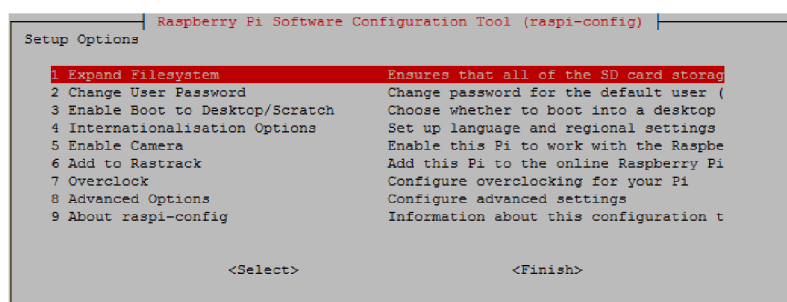 Raspberry Pi Software Configuration Tool (raspi-config)
Setup Options
1 Expand Filesystem Ensures that all of the SD card storag
2 Change User Password Change password for the default user (
3 Enable Boot to Desktop/Scratch Choose whether to boot into a desktop
4 Internationalisation Options Set up language and regional settings
5 Enable Camera Enable this Pi to work with the Raspbe
6 Add to Rastrack Add this Pi to the online Raspberry Pi
7 Overclock Configure overclocking for your Pi
8 Advanced Options Configure advanced settings
9 About raspi-config Information about this configuration t
<Select> <Finish>